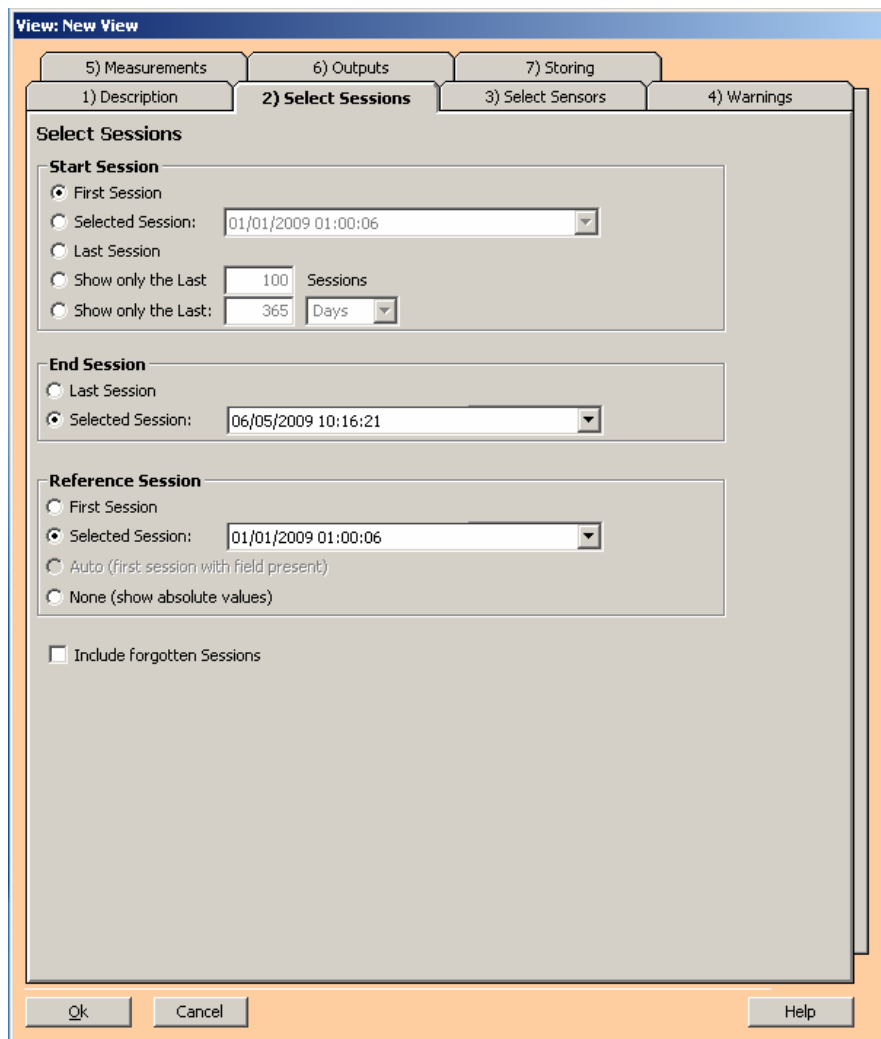 View: New View
5) Measurements 6) Outputs 7) Storing
1) Description 2) Select Sessions 3) Select Sensors 4) Warnings
Select Sessions
Start Session
First Session
Selected Session: 01/01/2009 01:00:06
Last Session
Show only the Last 100 Sessions
Show only the Last: 365 Days
End Session
Last Session
Selected Session: 06/05/2009 10:16:21
Reference Session
First Session
Selected Session: 01/01/2009 01:00:06
Auto (first session with field present)
None (show absolute values)
Include forgotten Sessions
Ok Cancel Help